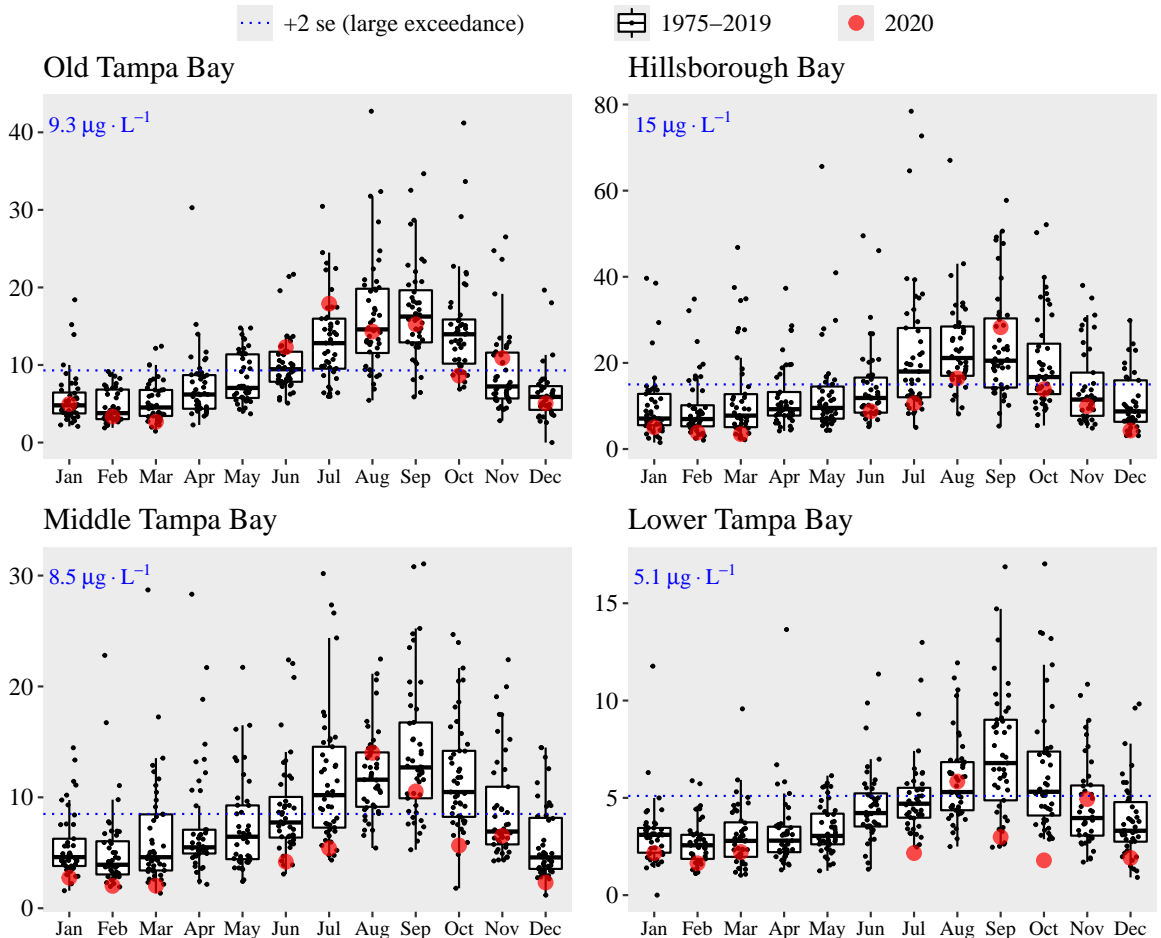 +2 se (large exceedance) 1975–2019 2020
Old Tampa Bay
9.3 μg · L⁻¹
40
30
20
10
0
Jan Feb Mar Apr May Jun Jul Aug Sep Oct Nov Dec
Hillsborough Bay
15 μg · L⁻¹
80
60
40
20
0
Jan Feb Mar Apr May Jun Jul Aug Sep Oct Nov Dec
Middle Tampa Bay
8.5 μg · L⁻¹
30
20
10
0
Jan Feb Mar Apr May Jun Jul Aug Sep Oct Nov Dec
Lower Tampa Bay
5.1 μg · L⁻¹
15
10
5
0
Jan Feb Mar Apr May Jun Jul Aug Sep Oct Nov Dec